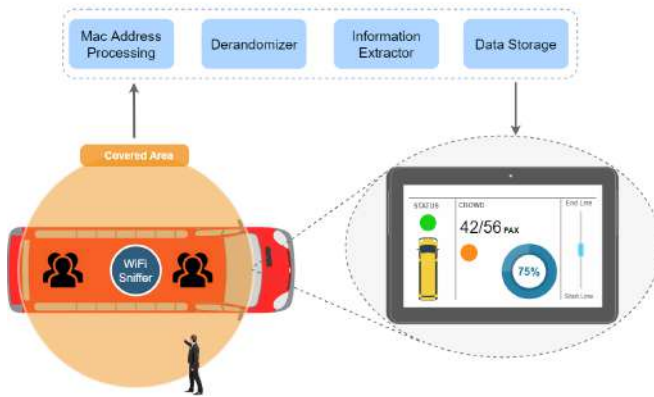 Mac Address
Processing
Derandomizer
Information
Extractor
Data Storage
Covered Area
WiFi
Sniffer
STATUS
CROWD
42/56 PAX
75%
End Line
Start Line